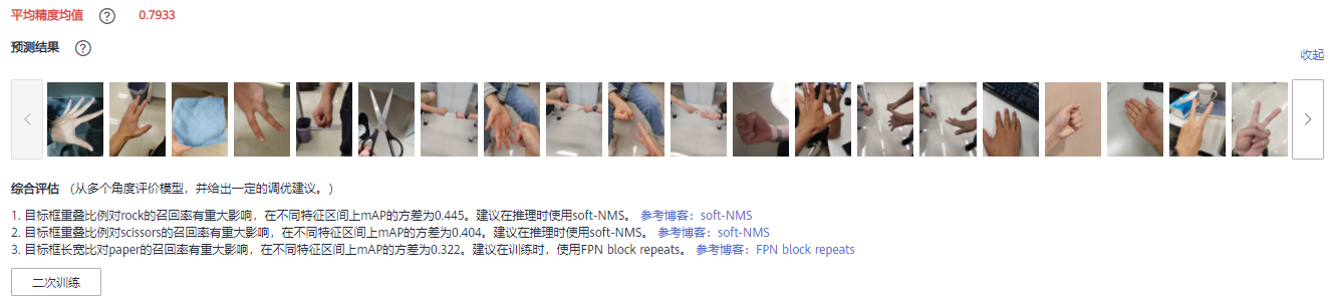 平均精度均值 ? 0.7933
预测结果 ?
收起
综合评估 （从多个角度评价模型，并给出一定的调优建议。）
1. 目标框重叠比例对rock的召回率有重大影响，在不同特征区间上mAP的方差为0.445。建议在推理时使用soft-NMS。 参考博客：soft-NMS
2. 目标框重叠比例对scissors的召回率有重大影响，在不同特征区间上mAP的方差为0.404。建议在推理时使用soft-NMS。 参考博客：soft-NMS
3. 目标框长宽比对paper的召回率有重大影响，在不同特征区间上mAP的方差为0.322。建议在训练时，使用FPN block repeats。 参考博客：FPN block repeats
二次训练